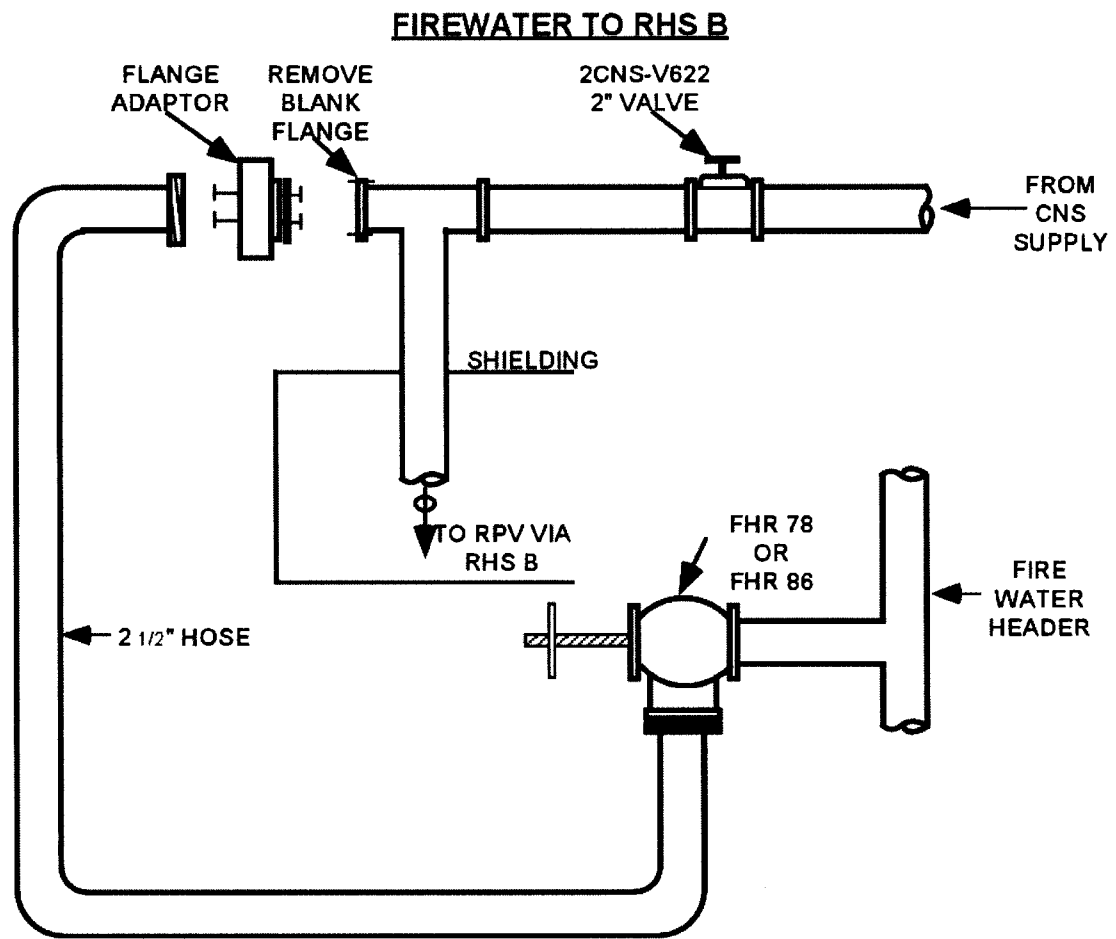 FIREWATER TO RHS B
FLANGE
ADAPTOR
REMOVE
BLANK
FLANGE
2CNS-V622
2" VALVE
FROM
CNS
SUPPLY
SHIELDING
TO RPV VIA
RHS B
FHR 78
OR
FHR 86
FIRE
WATER
HEADER
2 1/2" HOSE